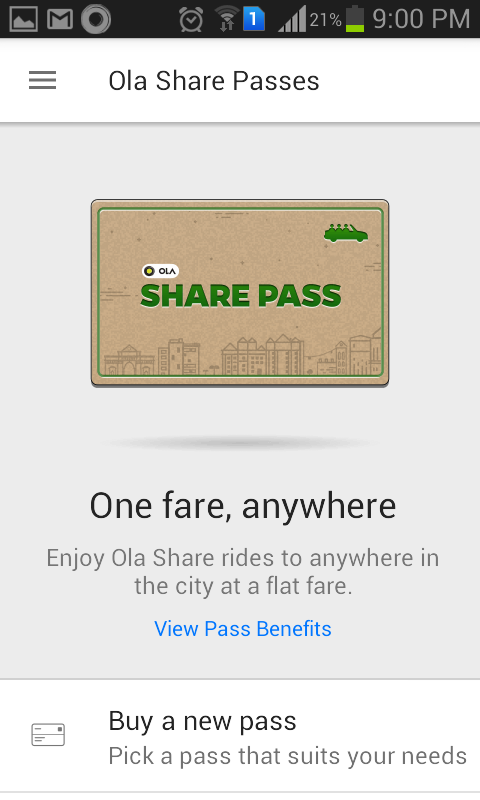 1 21% 9:00 PM
Ola Share Passes
OLA
SHARE PASS
One fare, anywhere
Enjoy Ola Share rides to anywhere in
the city at a flat fare.
View Pass Benefits
Buy a new pass
Pick a pass that suits your needs